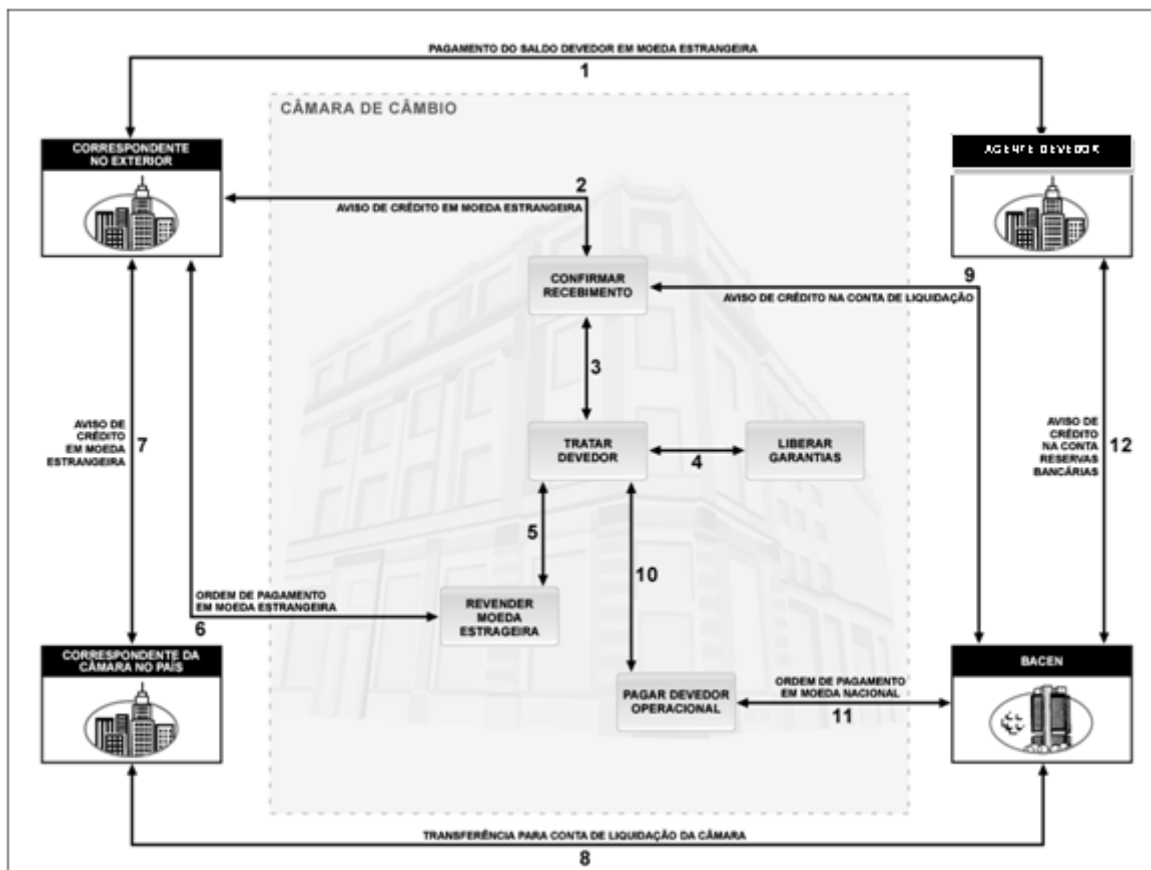 PAGAMENTO DO SALDO DEVEDOR EM MOEDA ESTRANGEIRA
1
CÂMARA DE CÂMBIO
CORRESPONDENTE
NO EXTERIOR
AGENTE DEVEDOR
2
AVISO DE CRÉDITO EM MOEDA ESTRANGEIRA
CONFIRMAR
RECEBIMENTO
9
AVISO DE CRÉDITO NA CONTA DE LIQUIDAÇÃO
3
AVISO DE
CRÉDITO
EM MOEDA
ESTRANGEIRA
7
TRATAR
DEVEDOR
4
LIBERAR
GARANTIAS
AVISO DE
CRÉDITO
NA CONTA
RESERVAS
BANCÁRIAS
12
5
10
ORDEM DE PAGAMENTO
EM MOEDA ESTRANGEIRA
6
REVENDER
MOEDA
ESTRAGEIRA
CORRESPONDENTE DA
CÂMARA NO PAÍS
PAGAR DEVEDOR
OPERACIONAL
ORDEM DE PAGAMENTO
EM MOEDA NACIONAL
11
BACEN
TRANSFERÊNCIA PARA CONTA DE LIQUIDAÇÃO DA CÂMARA
8